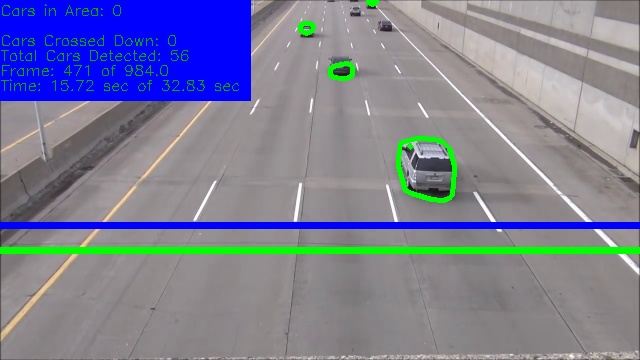 Cars in Area: 0
Cars Crossed Down: 0
Total Cars Detected: 56
Frame: 471 of 984.0
Time: 15.72 sec of 32.83 sec